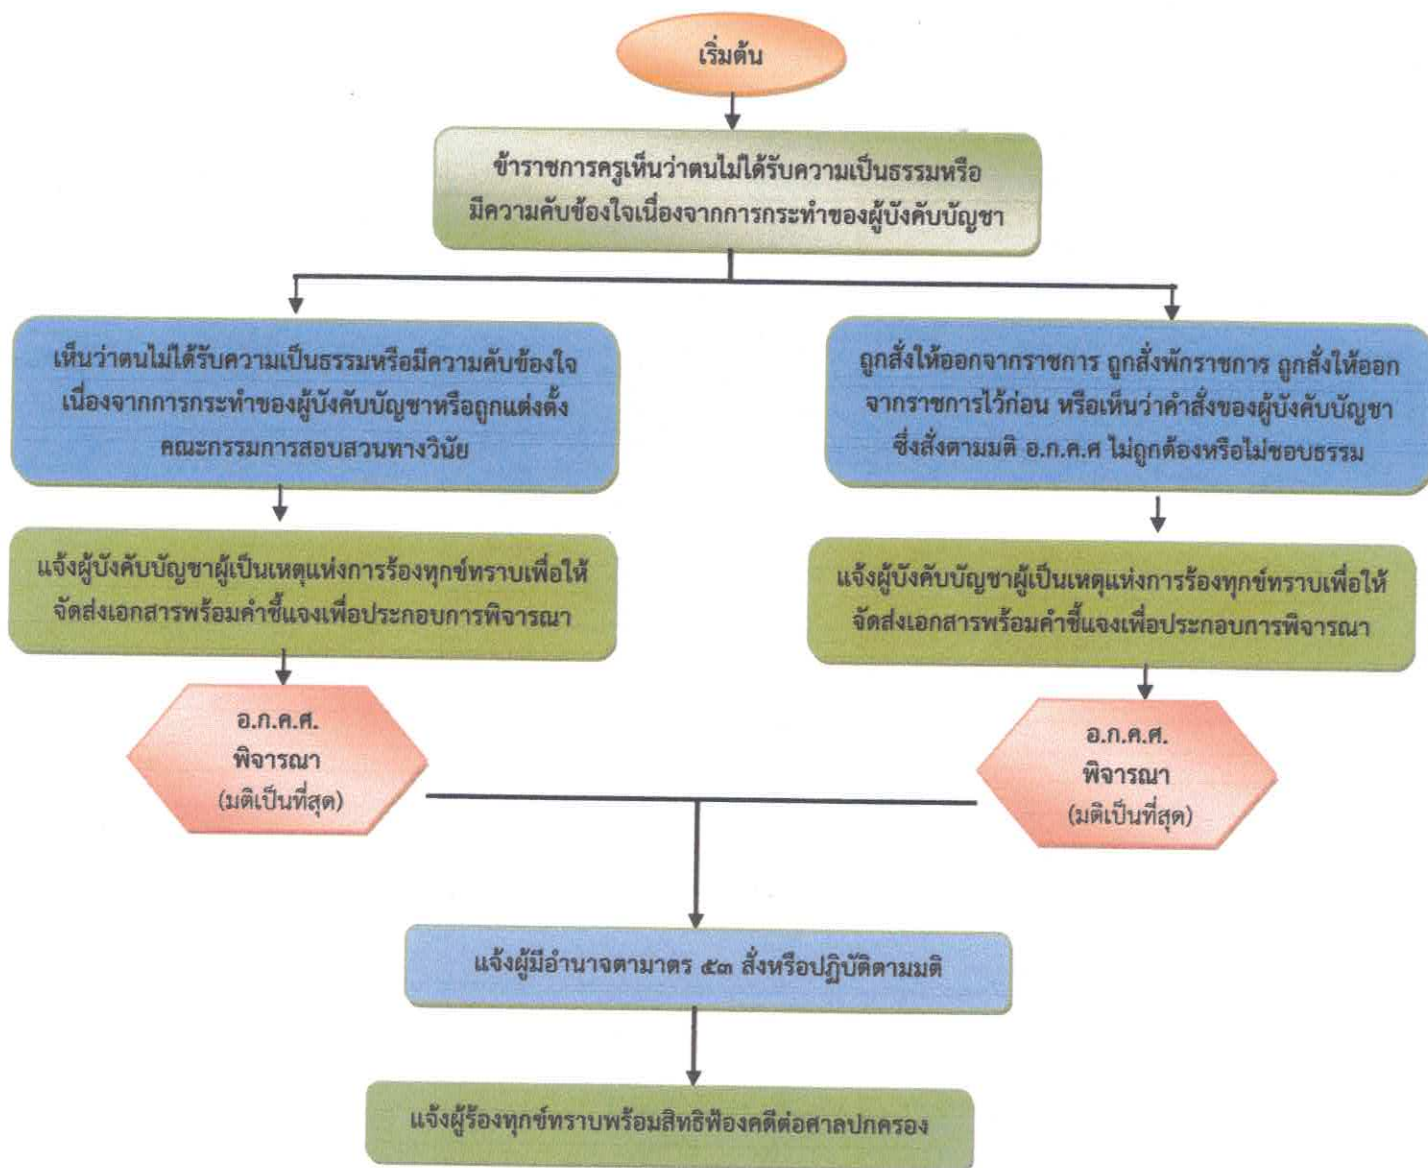 เริ่มต้น
ข้าราชการครูเห็นว่าตนไม่ได้รับความเป็นธรรมหรือ
มีความคับข้องใจเนื่องจากการกระทำของผู้บังคับบัญชา
เห็นว่าตนไม่ได้รับความเป็นธรรมหรือมีความคับข้องใจ
เนื่องจากการกระทำของผู้บังคับบัญชาหรือถูกแต่งตั้ง
คณะกรรมการสอบสวนทางวินัย
ถูกสั่งให้ออกจากราชการ ถูกสั่งพักราชการ ถูกสั่งให้ออก
จากราชการไว้ก่อน หรือเห็นว่าคำสั่งของผู้บังคับบัญชา
ซึ่งสั่งตามมติ อ.ก.ค.ศ ไม่ถูกต้องหรือไม่ชอบธรรม
แจ้งผู้บังคับบัญชาผู้เป็นเหตุแห่งการร้องทุกข์ทราบเพื่อให้
จัดส่งเอกสารพร้อมคำชี้แจงเพื่อประกอบการพิจารณา
แจ้งผู้บังคับบัญชาผู้เป็นเหตุแห่งการร้องทุกข์ทราบเพื่อให้
จัดส่งเอกสารพร้อมคำชี้แจงเพื่อประกอบการพิจารณา
อ.ก.ค.ศ.
พิจารณา
(มติเป็นที่สุด)
อ.ก.ค.ศ.
พิจารณา
(มติเป็นที่สุด)
แจ้งผู้มีอำนาจตามาตร ๕๓ สั่งหรือปฏิบัติตามมติ
แจ้งผู้ร้องทุกข์ทราบพร้อมสิทธิฟ้องคดีต่อศาลปกครอง